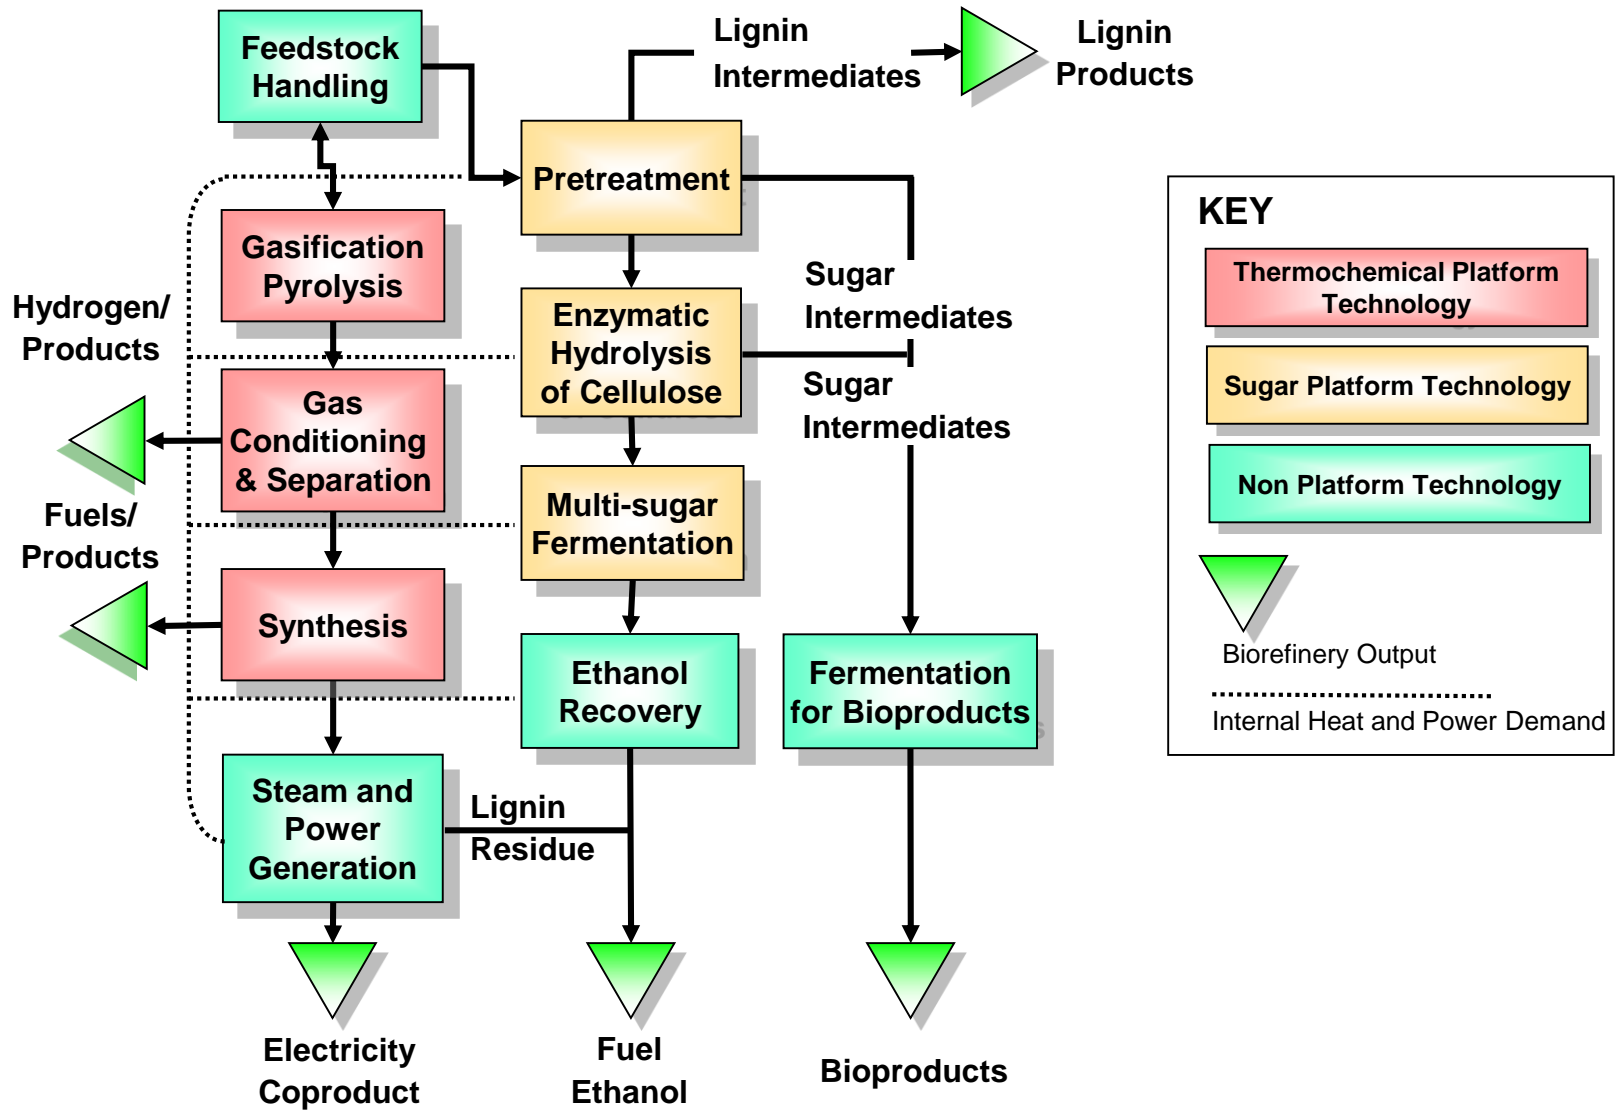 Feedstock
Handling
Lignin
Intermediates
Lignin
Products
Pretreatment
Gasification
Pyrolysis
Hydrogen/
Products
Enzymatic
Hydrolysis
of Cellulose
Sugar
Intermediates
Sugar
Intermediates
Gas
Conditioning
& Separation
Fuels/
Products
Multi-sugar
Fermentation
Synthesis
Ethanol
Recovery
Fermentation
for Bioproducts
Steam and
Power
Generation
Lignin
Residue
Electricity
Coproduct
Fuel
Ethanol
Bioproducts
KEY
Thermochemical Platform
Technology
Sugar Platform Technology
Non Platform Technology
Biorefinery Output
Internal Heat and Power Demand